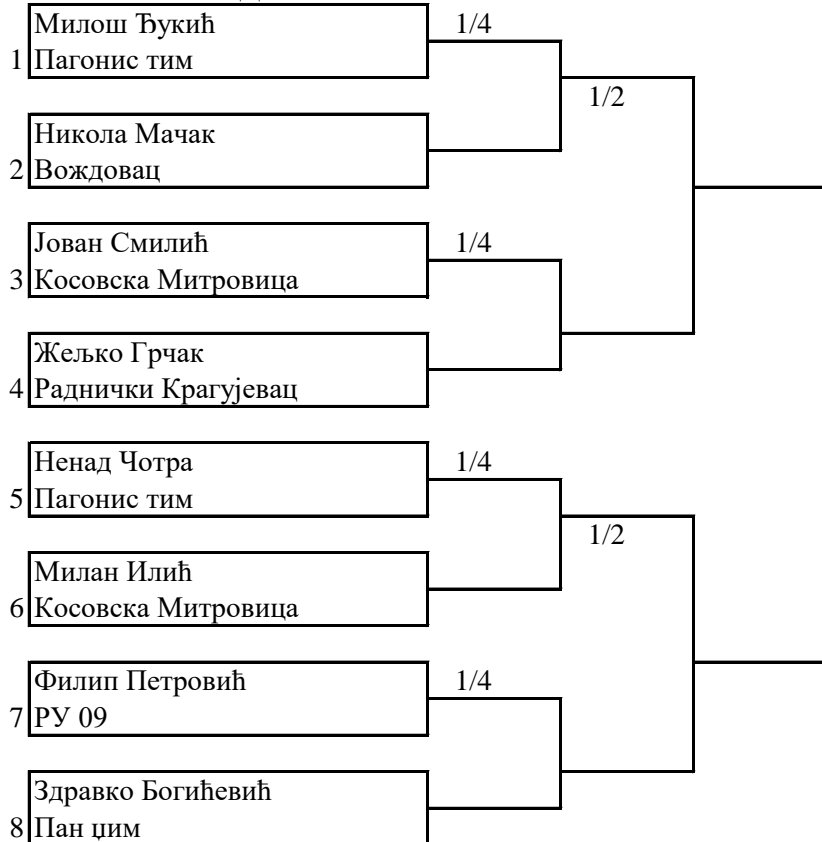 Милош Ђукић
1/4
1 Пагонис тим
1/2
Никола Мачак
2 Вождовац
Јован Смилић
1/4
3 Косовска Митровица
Жељко Грчак
4 Раднички Крагујевац
Ненад Чотра
1/4
5 Пагонис тим
1/2
Милан Илић
6 Косовска Митровица
Филип Петровић
1/4
7 РУ 09
Здравко Богићевић
8 Пан џим